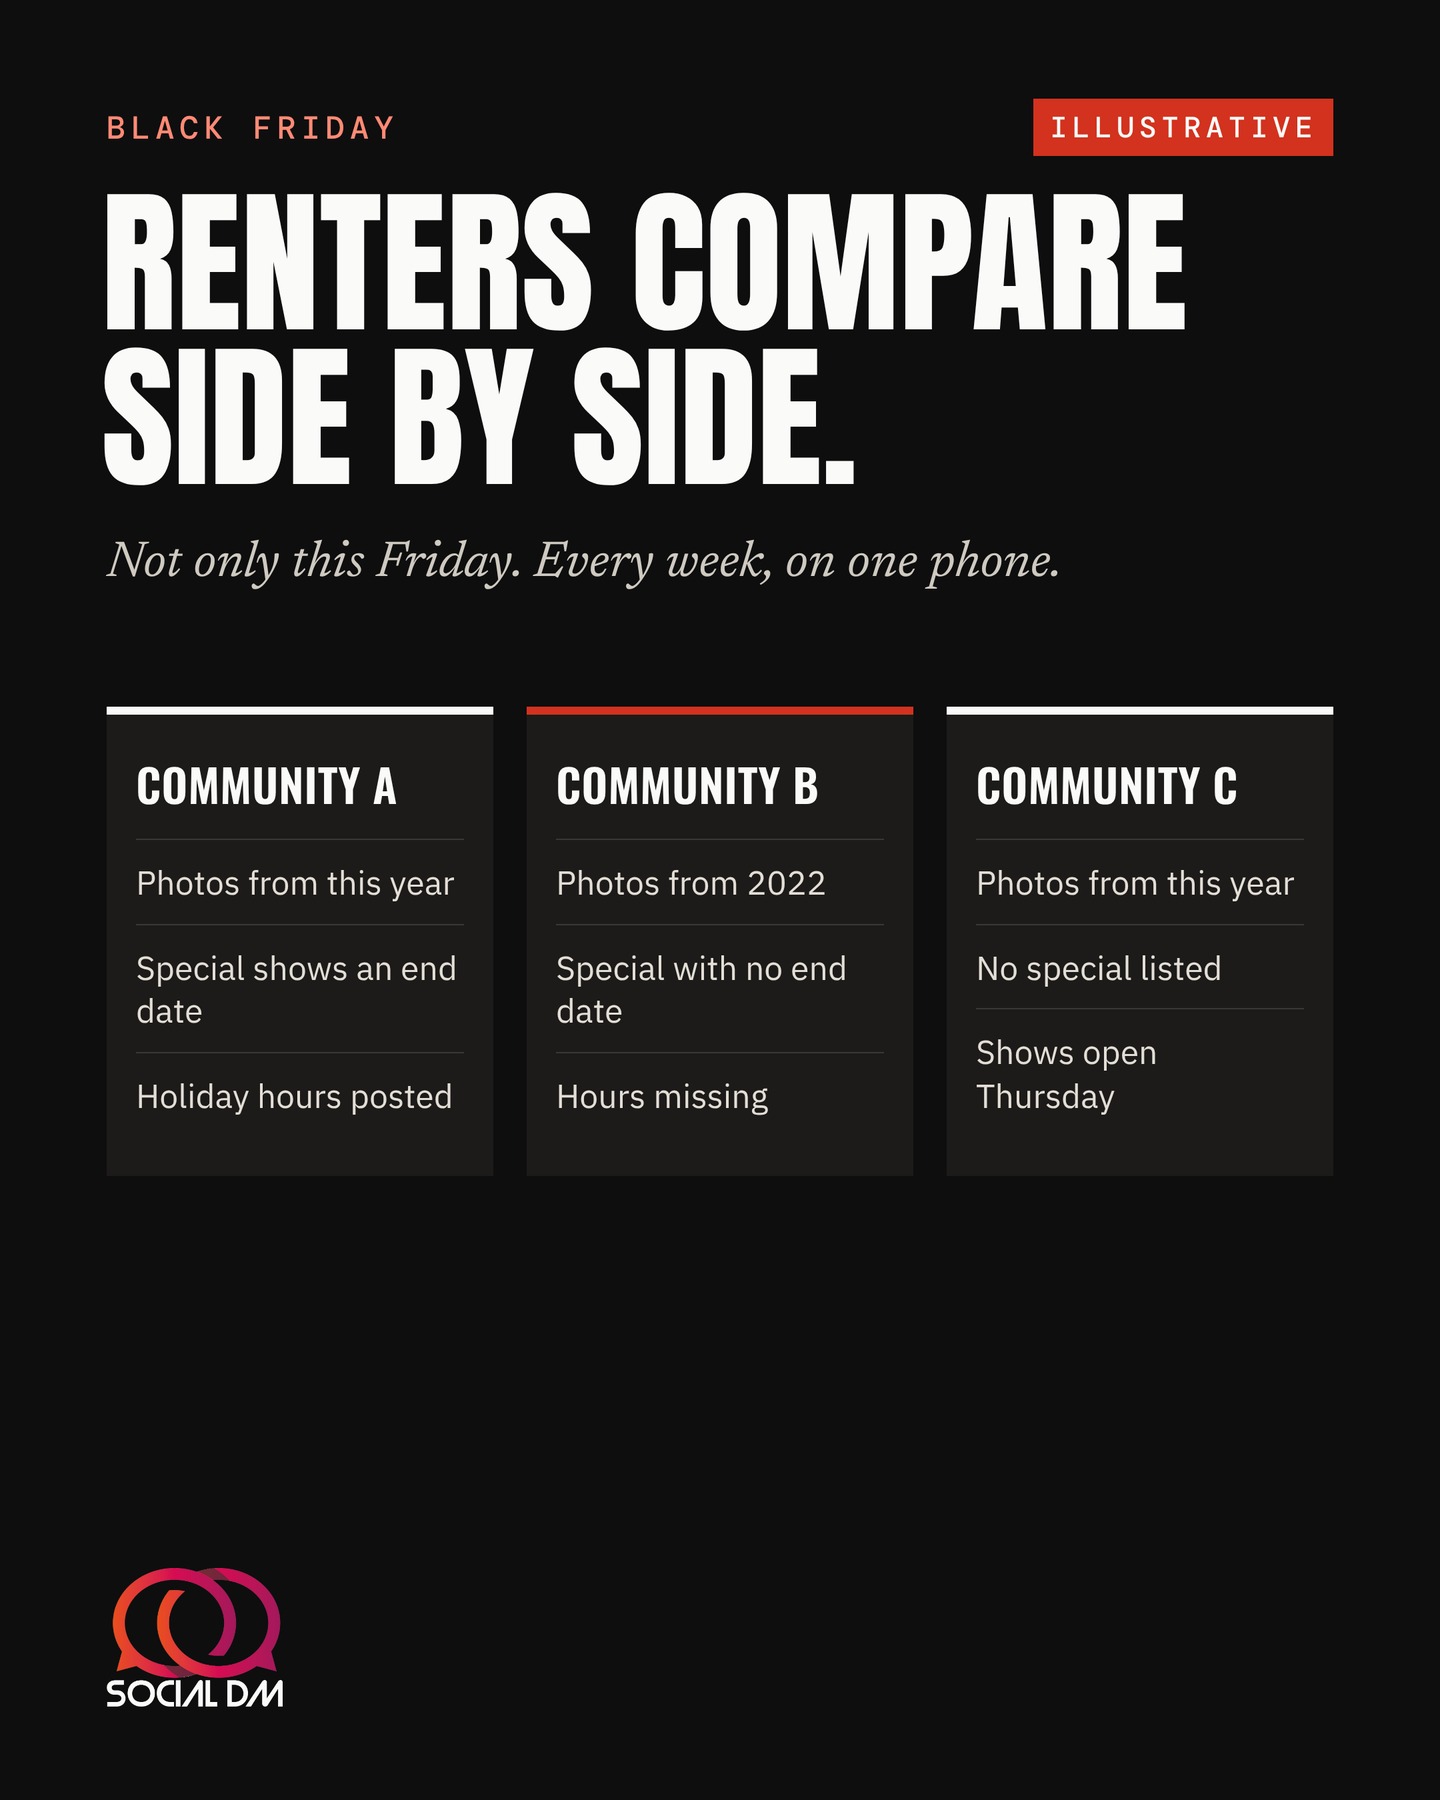 BLACK FRIDAY
ILLUSTRATIVE
RENTERS COMPARE
SIDE BY SIDE.
Not only this Friday. Every week, on one phone.
COMMUNITY A
Photos from this year
Special shows an end
date
Holiday hours posted
COMMUNITY B
Photos from 2022
Special with no end
date
Hours missing
COMMUNITY C
Photos from this year
No special listed
Shows open
Thursday
SOCIAL DM